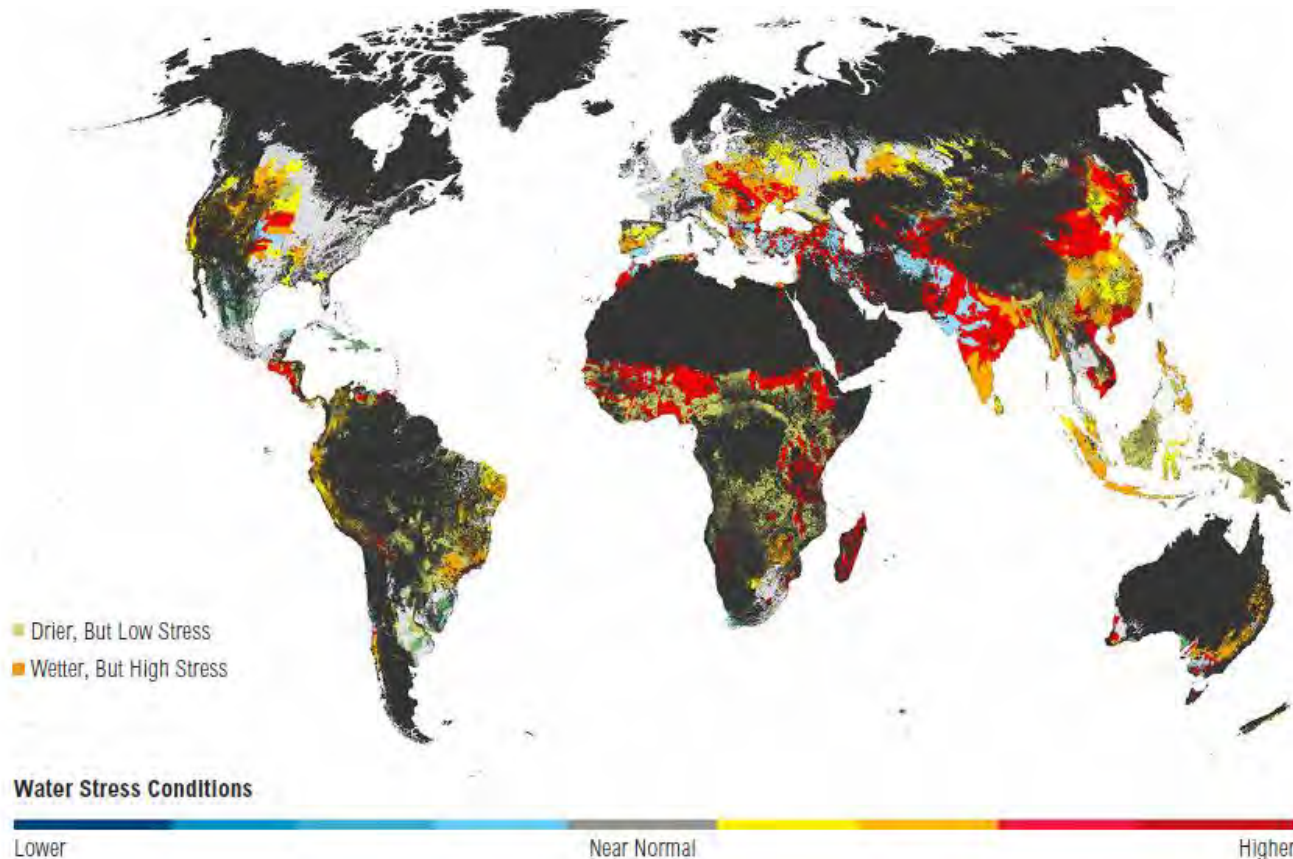 Drier, But Low Stress
Wetter, But High Stress
Water Stress Conditions
Lower Near Normal Higher